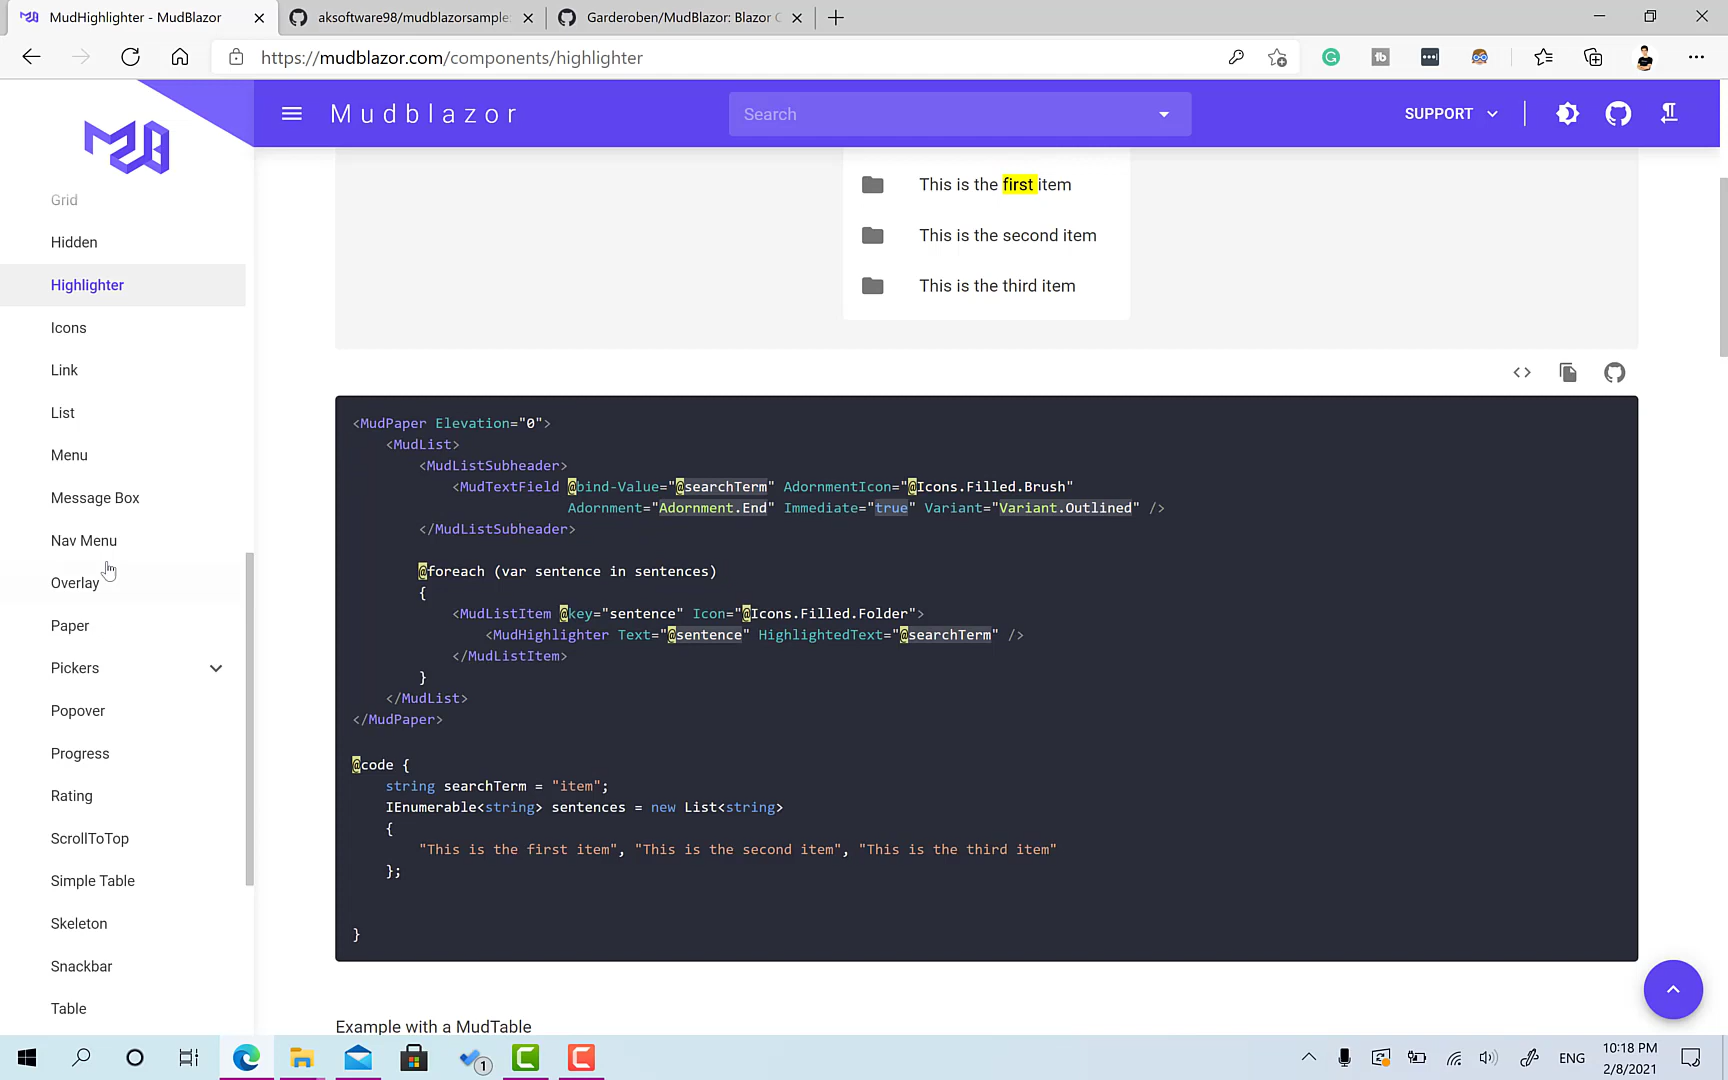 MudHighlighter - MudBlazor
aksoftware98/mudblazorsample
Garderoben/MudBlazor: Blazor C
https://mudblazor.com/components/highlighter
Mudblazor
Search
SUPPORT
Grid
Hidden
Highlighter
Icons
Link
List
Menu
Message Box
Nav Menu
Overlay
Paper
Pickers
Popover
Progress
Rating
ScrollToTop
Simple Table
Skeleton
Snackbar
Table
This is the first item
This is the second item
This is the third item
<MudPaper Elevation="0">
<MudList>
<MudListSubheader>
<MudTextField @bind-Value="@searchTerm" AdornmentIcon="@Icons.Filled.Brush"
Adornment="Adornment.End" Immediate="true" Variant="Variant.Outlined" />
</MudListSubheader>
@foreach (var sentence in sentences)
{
<MudListItem @key="sentence" Icon="@Icons.Filled.Folder">
<MudHighlighter Text="@sentence" HighlightedText="@searchTerm" />
</MudListItem>
}
</MudList>
</MudPaper>
@code {
string searchTerm = "item";
IEnumerable<string> sentences = new List<string>
{
"This is the first item", "This is the second item", "This is the third item"
};
}
Example with a MudTable
1
ENG
10:18 PM
2/8/2021